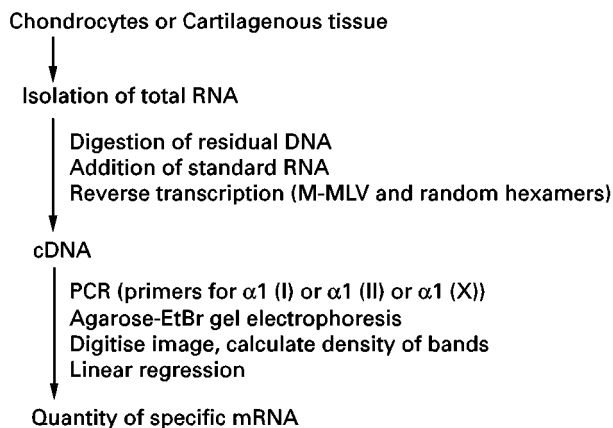 Chondrocytes or Cartilagenous tissue
Isolation of total RNA
Digestion of residual DNA
Addition of standard RNA
Reverse transcription (M-MLV and random hexamers)
cDNA
PCR (primers for α1 (I) or α1 (II) or α1 (X))
Agarose-EtBr gel electrophoresis
Digitise image, calculate density of bands
Linear regression
Quantity of specific mRNA